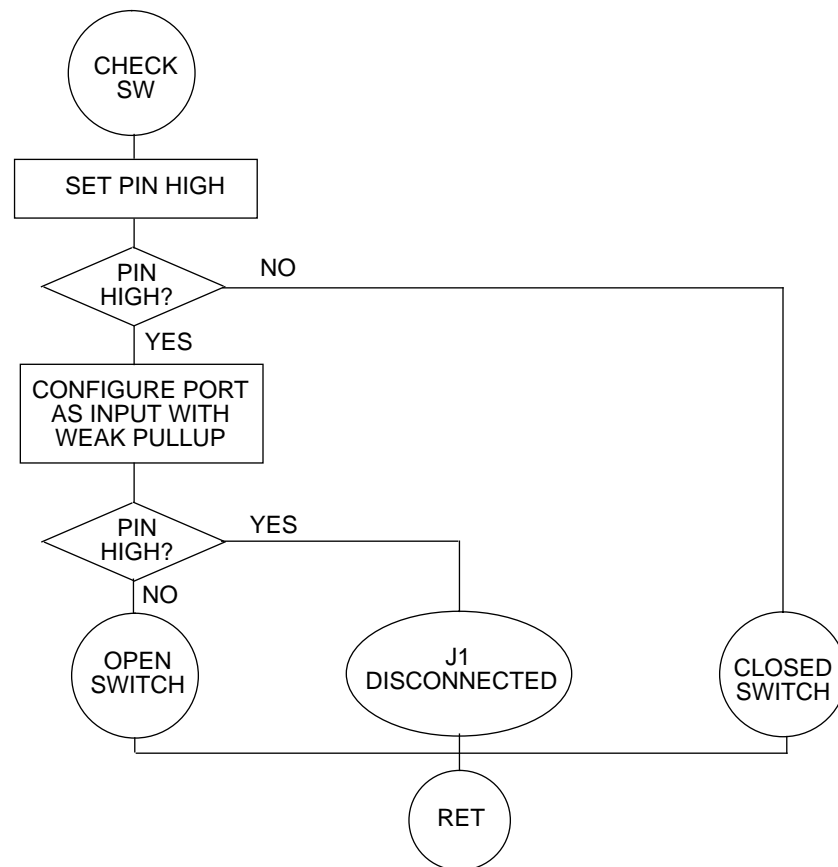 CHECK
SW
SET PIN HIGH
PIN
HIGH?
NO
YES
CONFIGURE PORT
AS INPUT WITH
WEAK PULLUP
PIN
HIGH?
YES
NO
OPEN
SWITCH
J1
DISCONNECTED
CLOSED
SWITCH
RET